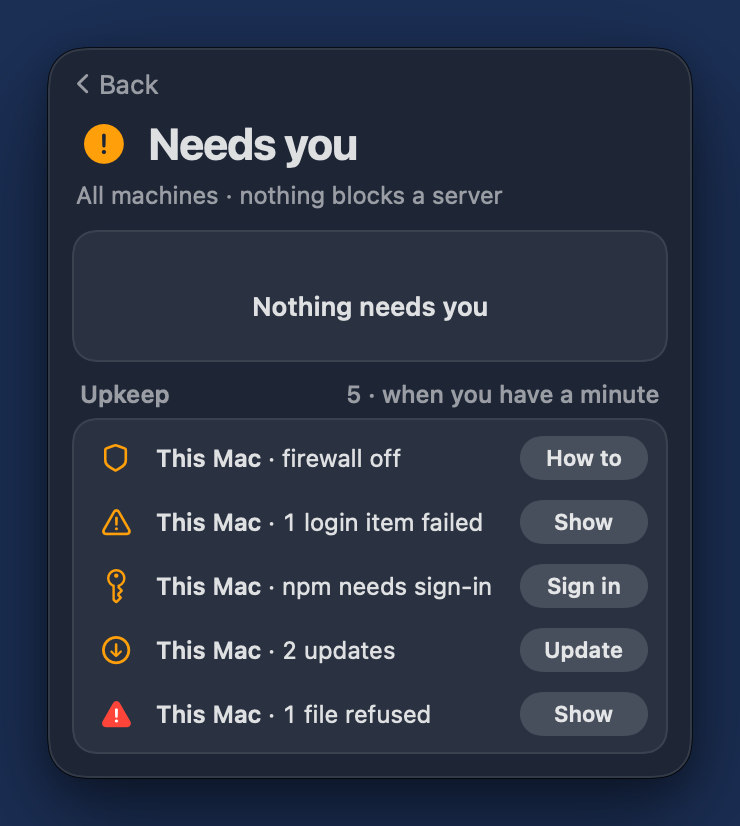 Back
Needs you
All machines · nothing blocks a server
Nothing needs you
Upkeep 5 · when you have a minute
This Mac · firewall off How to
This Mac · 1 login item failed Show
This Mac · npm needs sign-in Sign in
This Mac · 2 updates Update
This Mac · 1 file refused Show